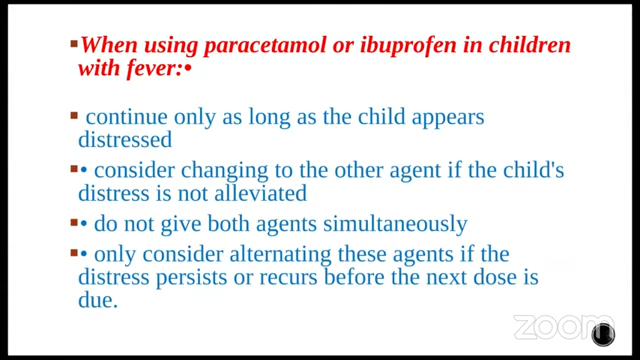 ▪When using paracetamol or ibuprofen in children
with fever:•
▪ continue only as long as the child appears
distressed
▪• consider changing to the other agent if the child's
distress is not alleviated
▪• do not give both agents simultaneously
▪• only consider alternating these agents if the
distress persists or recurs before the next dose is
due.
zoom